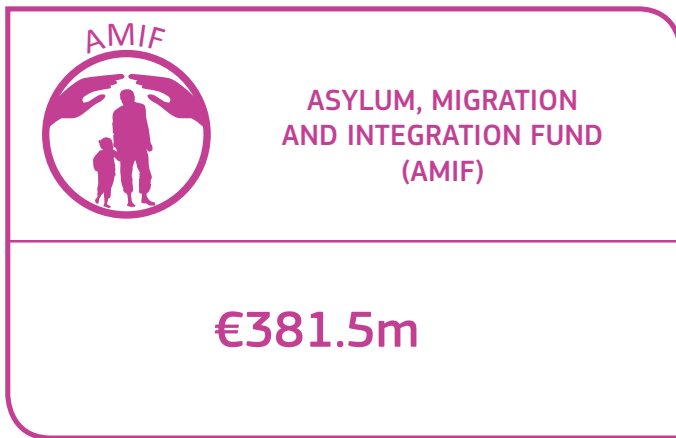 AMIF
ASYLUM, MIGRATION
AND INTEGRATION FUND
(AMIF)
€381.5m